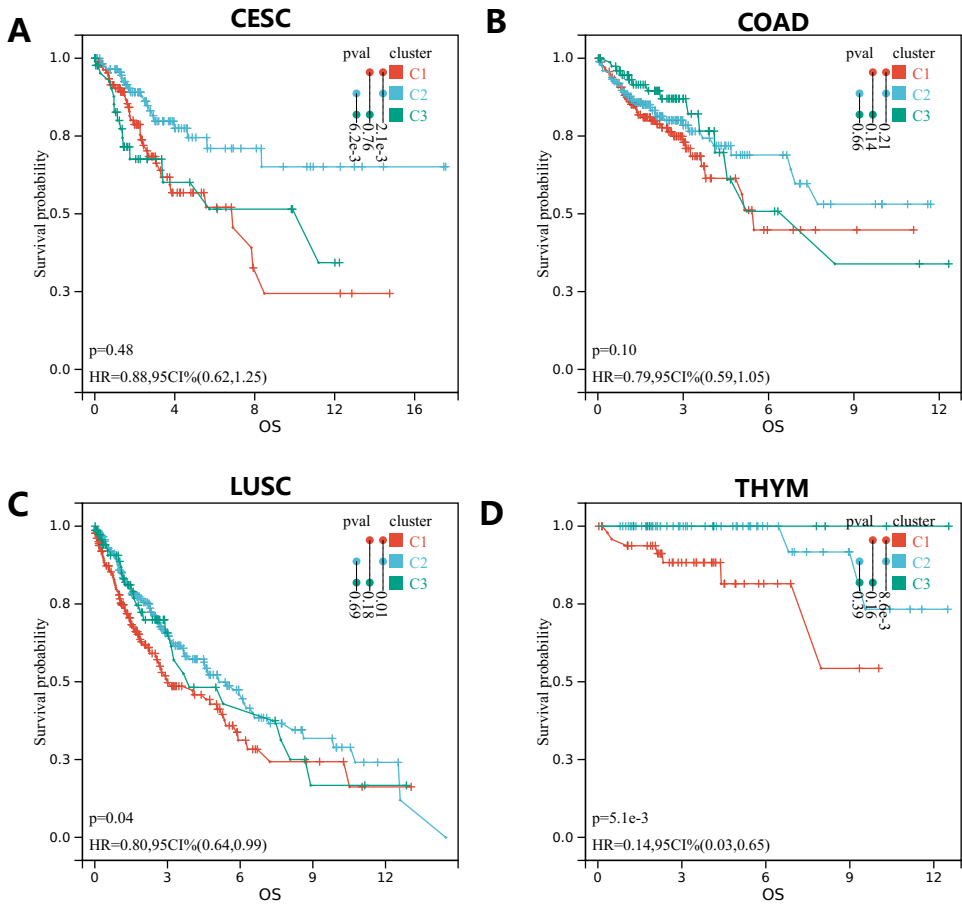 A
CESC
Survival probability
1.0
0.8
0.5
0.3
0.0
pval
cluster
C1
C2
C3
6.2e-3
0.76
2.1e-3
p=0.48
HR=0.88,95CI%(0.62,1.25)
0
4
8
12
16
OS
B
COAD
Survival probability
1.0
0.8
0.5
0.3
0.0
pval
cluster
C1
C2
C3
0.66
0.14
0.21
p=0.10
HR=0.79,95CI%(0.59,1.05)
0
3
6
9
12
OS
C
LUSC
Survival probability
1.0
0.8
0.5
0.3
0.0
pval
cluster
C1
C2
C3
0.69
0.18
0.01
p=0.04
HR=0.80,95CI%(0.64,0.99)
0
3
6
9
12
OS
D
THYM
Survival probability
1.0
0.8
0.5
0.3
0.0
pval
cluster
C1
C2
C3
0.39
0.16
8.6e-3
p=5.1e-3
HR=0.14,95CI%(0.03,0.65)
0
3
6
9
12
OS